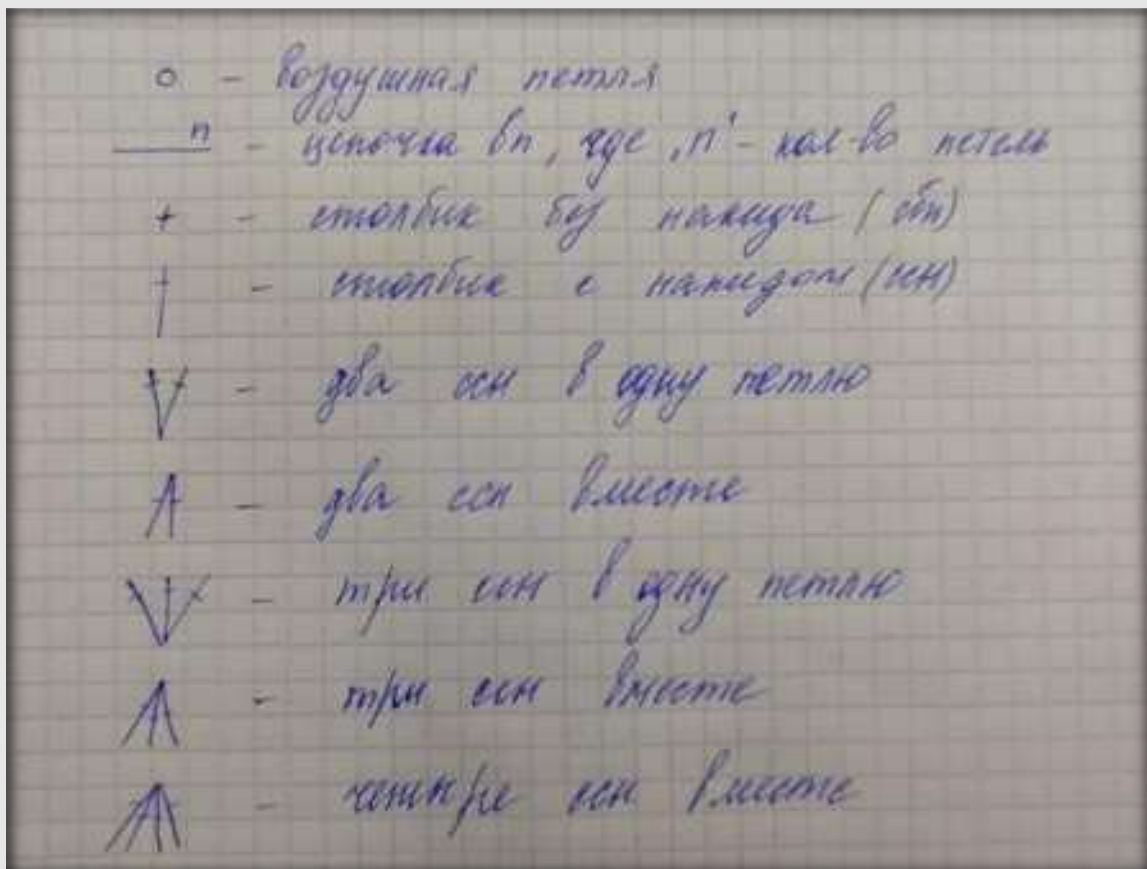 о - воздушная петля
n - цепочка вп, где "n" - кол-во петель
+ - столбик без накида (сбн)
† - столбик с накидом (ссн)
- два ссн в одну петлю
- два ссн вместе
- три ссн в одну петлю
- три ссн вместе
- четыре ссн вместе